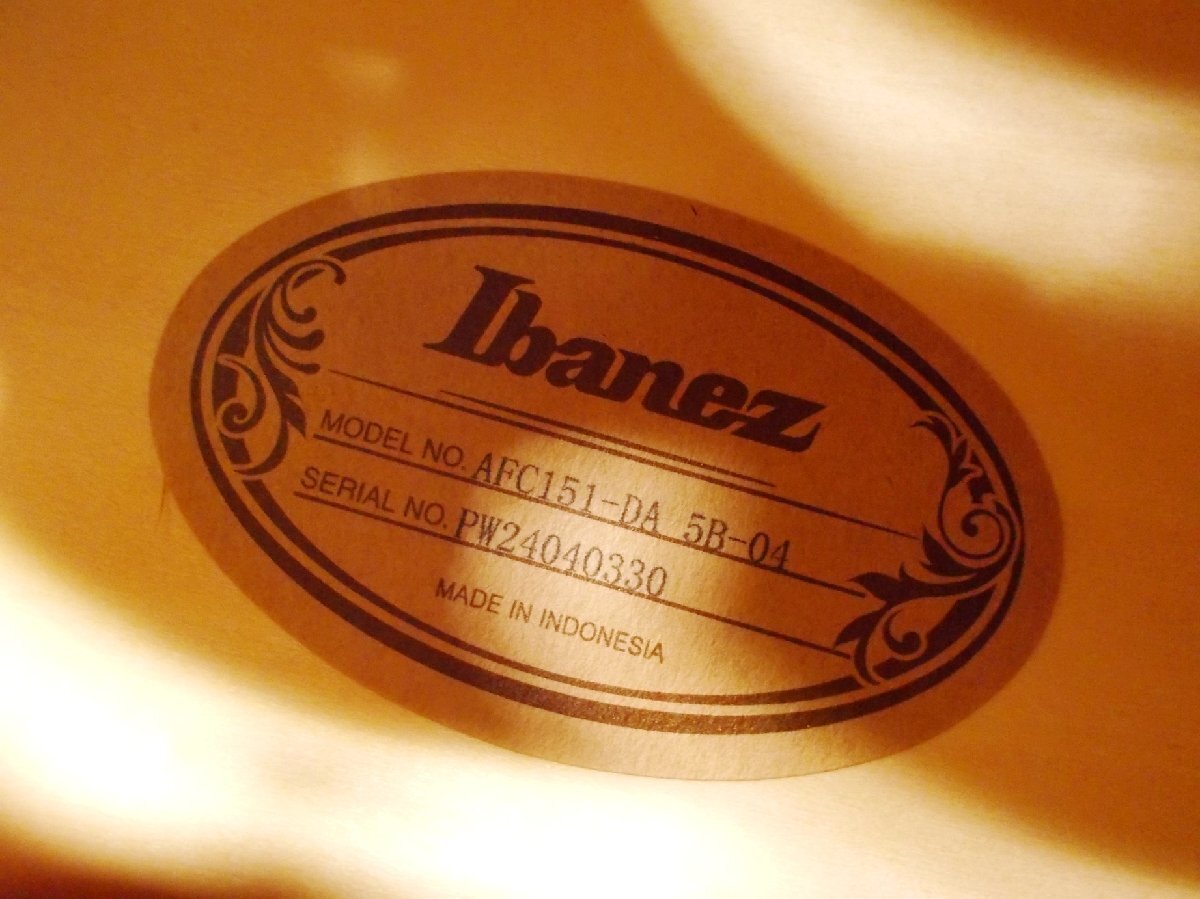 Ibanez
MODEL NO. AFC151-DA 5B-04
SERIAL NO. PW24040330
MADE IN INDONESIA